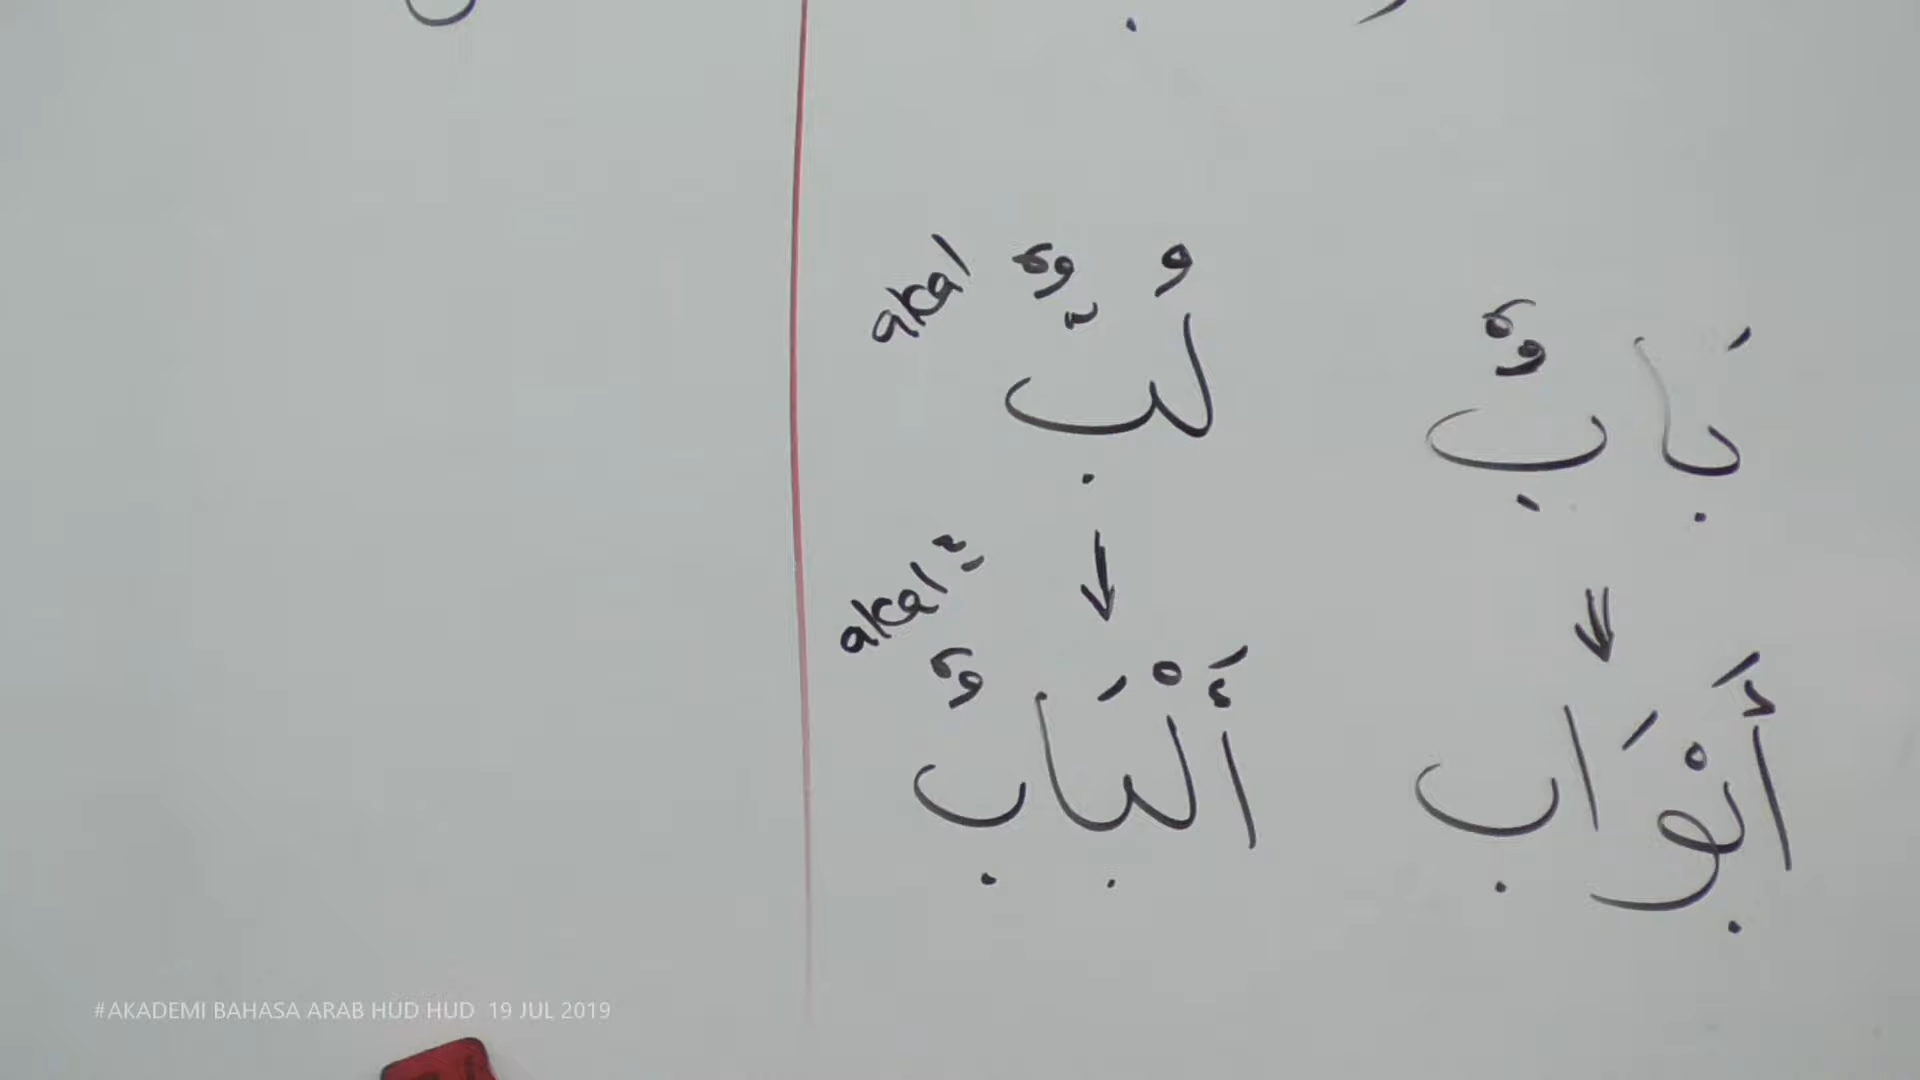 بَابٌ
لُبٌّ akal
أَبْوَاب
أَلْبَابٌ akal²
#AKADEMI BAHASA ARAB HUD HUD 19 JUL 2019